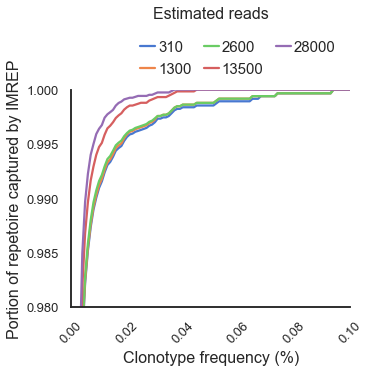 Estimated reads
310 2600 28000
1300 13500
Portion of repetoire captured by IMREP
1.000
0.995
0.990
0.985
0.980
0.00 0.02 0.04 0.06 0.08 0.10
Clonotype frequency (%)